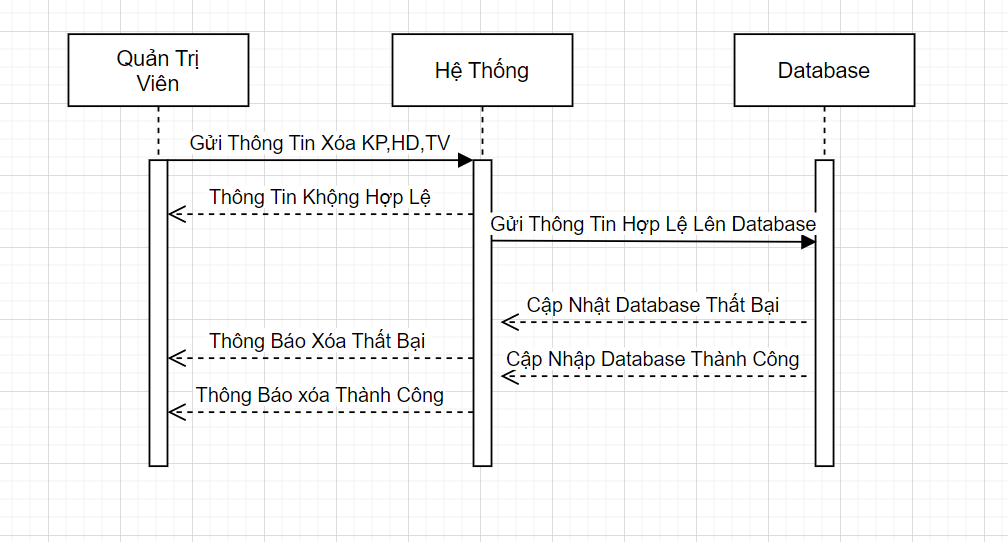 Quản Trị
Viên
Hệ Thống
Database
Gửi Thông Tin Xóa KP,HD,TV
Thông Tin Không Hợp Lệ
Gửi Thông Tin Hợp Lệ Lên Database
Cập Nhật Database Thất Bại
Thông Báo Xóa Thất Bại
Cập Nhập Database Thành Công
Thông Báo xóa Thành Công